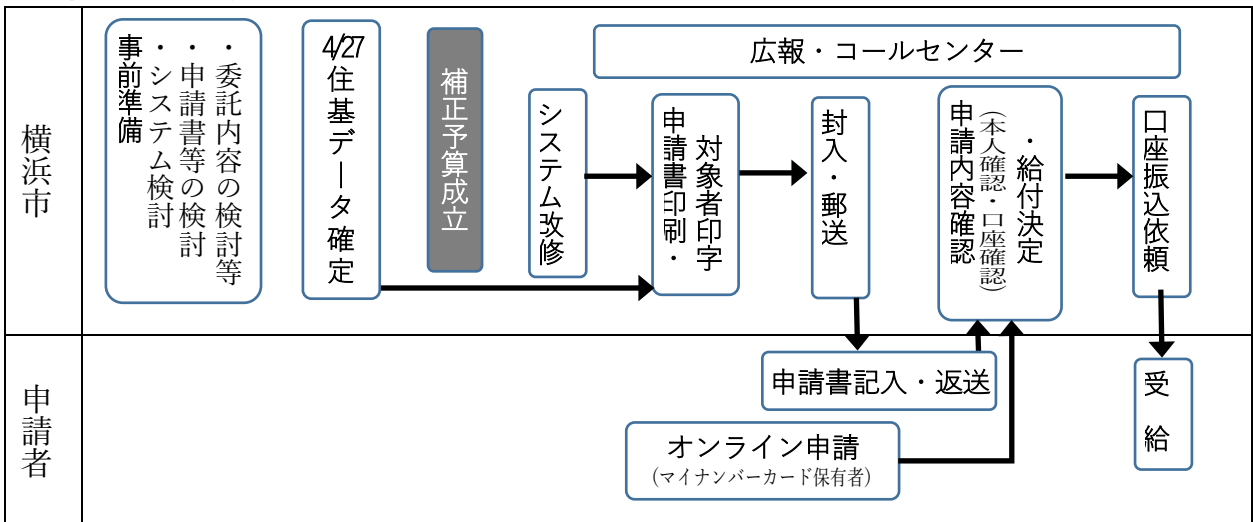 横浜市
事前準備
・システム検討
・申請書等の検討
・委託内容の検討等
4/27
住基データ確定
補正予算成立
広報・コールセンター
システム改修
申請書印刷・
対象者印字
封入・郵送
申請内容確認
(本人確認・口座確認)
・給付決定
口座振込依頼
申請者
申請書記入・返送
オンライン申請
(マイナンバーカード保有者)
受給